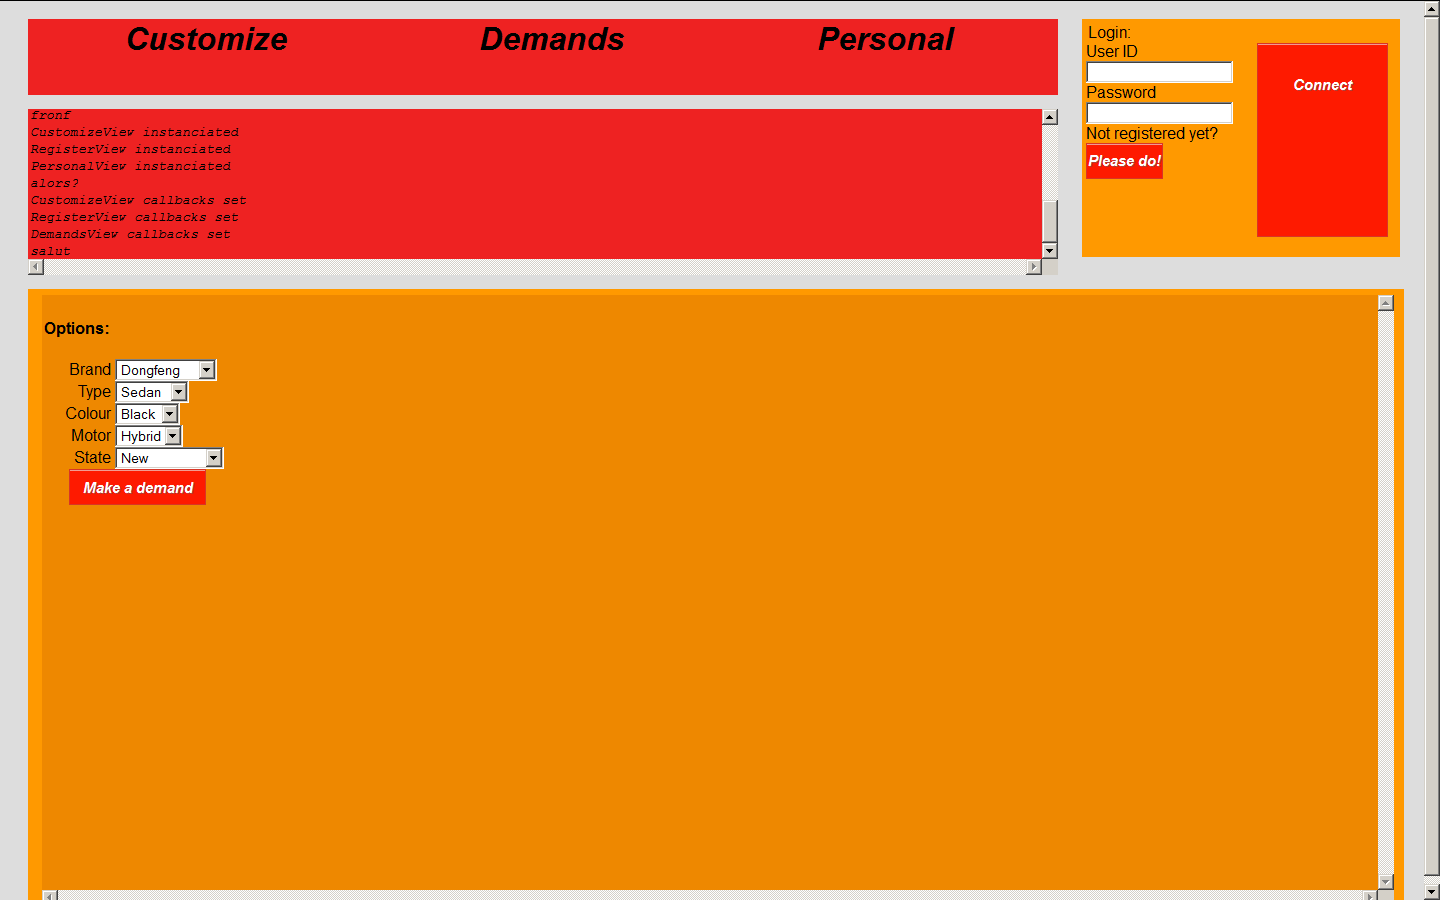 Customize Demands Personal
fronf
CustomizeView instanciated
RegisterView instanciated
PersonalView instanciated
alors?
CustomizeView callbacks set
RegisterView callbacks set
DemandsView callbacks set
salut
Login:
User ID
Password
Not registered yet?
Please do!
Connect
Options:
Brand Dongfeng
Type Sedan
Colour Black
Motor Hybrid
State New
Make a demand